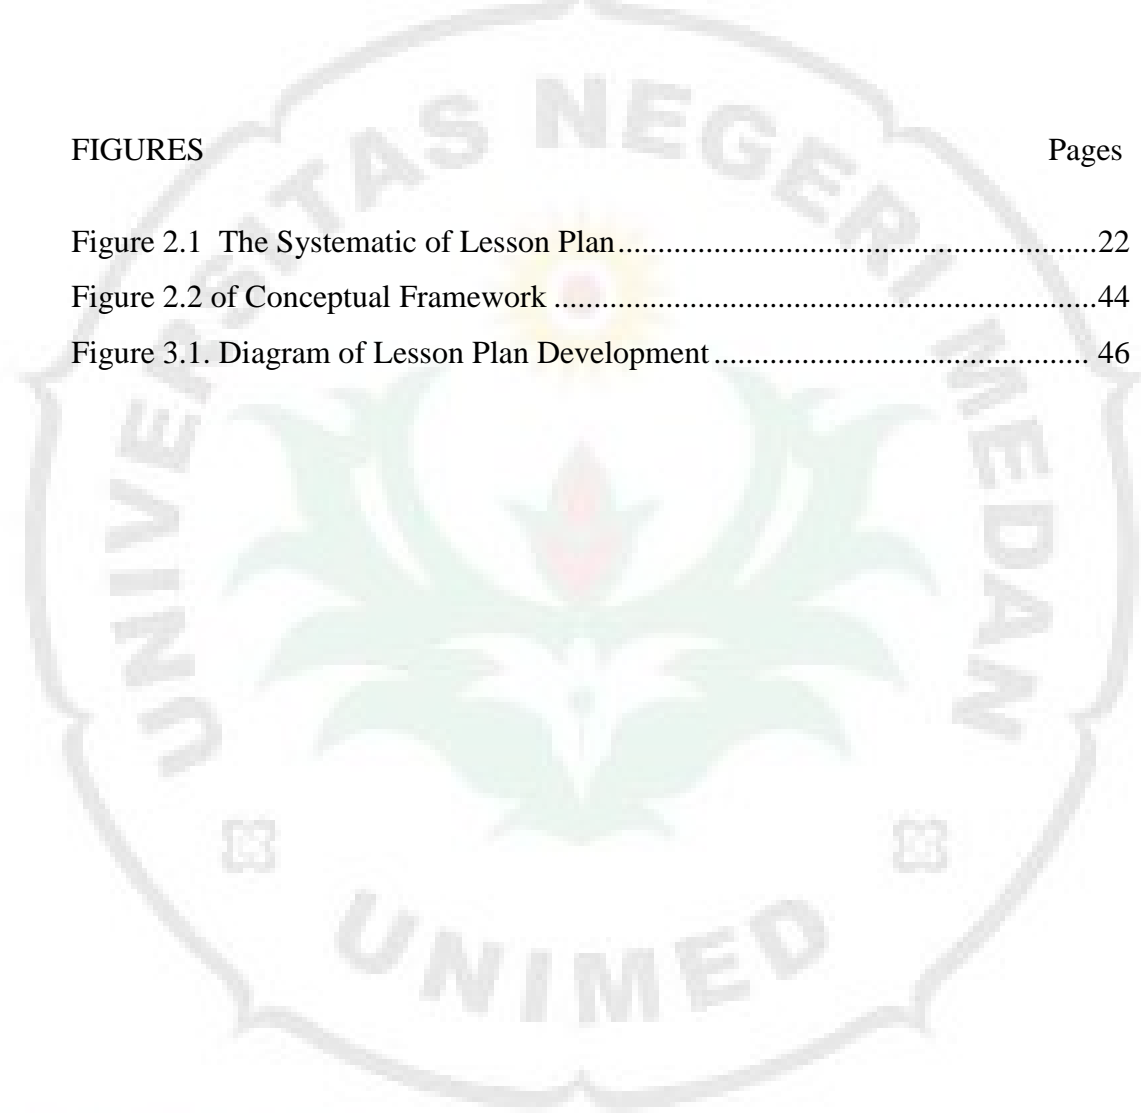 FIGURES Pages
Figure 2.1 The Systematic of Lesson Plan............................................................22
Figure 2.2 of Conceptual Framework ....................................................................44
Figure 3.1. Diagram of Lesson Plan Development ............................................... 46
UNIVERSITAS NEGERI MEDAN
UNIMED